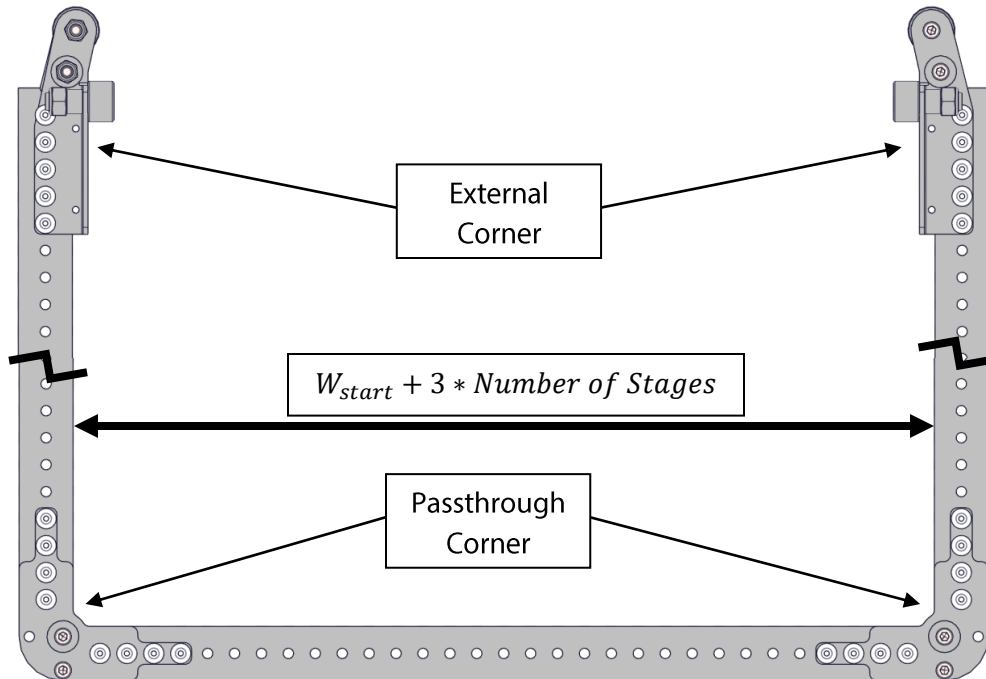 External
Corner
W_start + 3 * Number of Stages
Passthrough
Corner